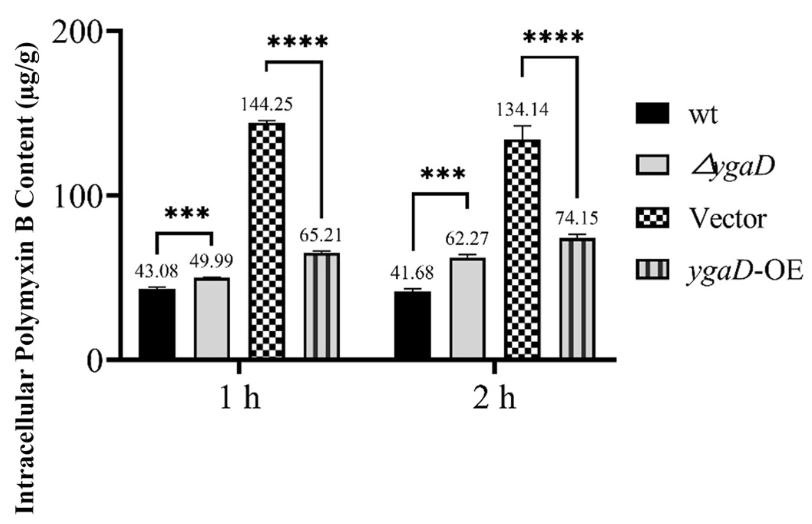 Intracellular Polymyxin B Content (μg/g)
200
100
0
***
43.08
49.99
****
144.25
65.21
***
41.68
62.27
****
134.14
74.15
1 h
2 h
wt
ΔygaD
Vector
ygaD-OE